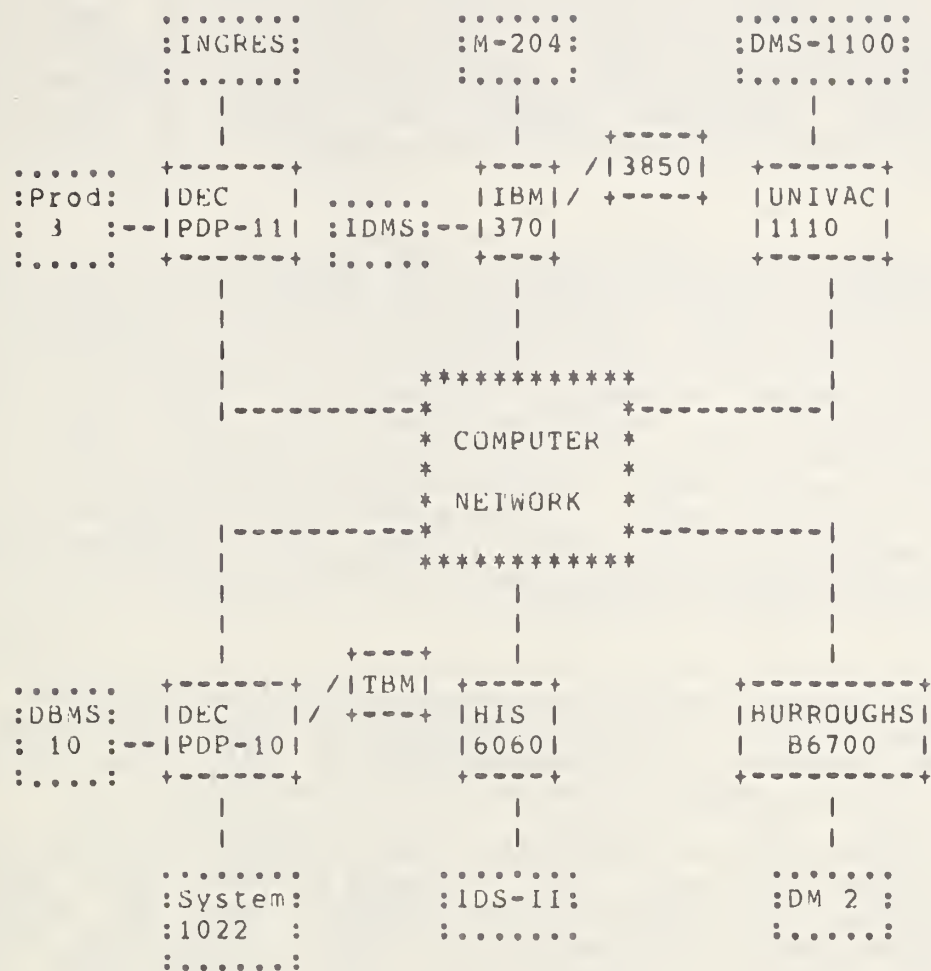 INGRES
M-204
DMS-1100
3850
Prod 3
DEC PDP-11
IDMS
IBM 370
UNIVAC 1110
COMPUTER
NETWORK
TBM
DBMS 10
DEC PDP-10
HIS 6060
BURROUGHS B6700
System 1022
IDS-II
DM 2